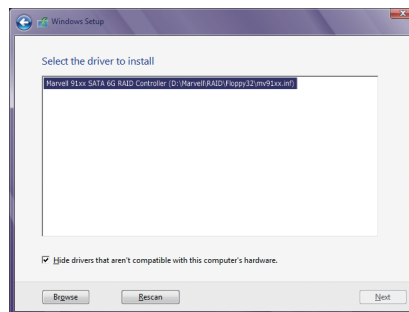 Windows Setup
Select the driver to install
Marvell 91xx SATA 6G RAID Controller (D:\Marvell\RAID\Floppy32\mv91xx.inf)
Hide drivers that aren't compatible with this computer's hardware.
Browse Rescan Next